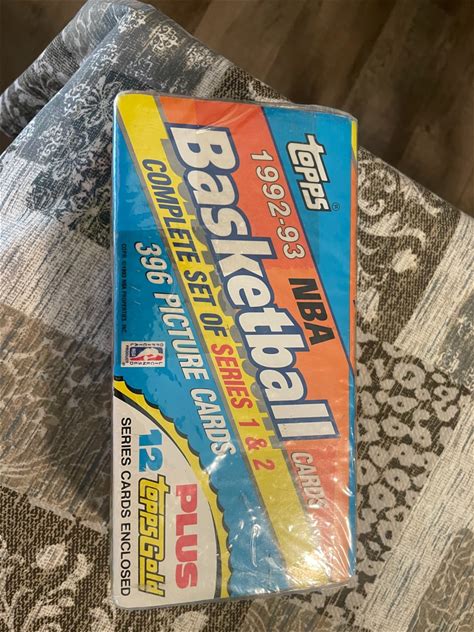 TOPPS ®
1992-93 NBA
Basketball
CARDS
COMPLETE SET OF SERIES 1 & 2
396 PICTURE CARDS
PLUS
12 TOPPS Gold
SERIES CARDS ENCLOSED